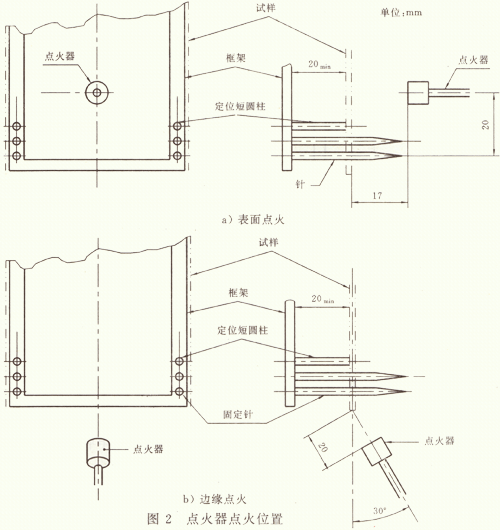 试样
单位:mm
点火器
点火器
框架
20min
定位短圆柱
20
针
17
a）表面点火
试样
框架
20min
定位短圆柱
固定针
点火器
20
点火器
30°
b）边缘点火
图 2 点火器点火位置